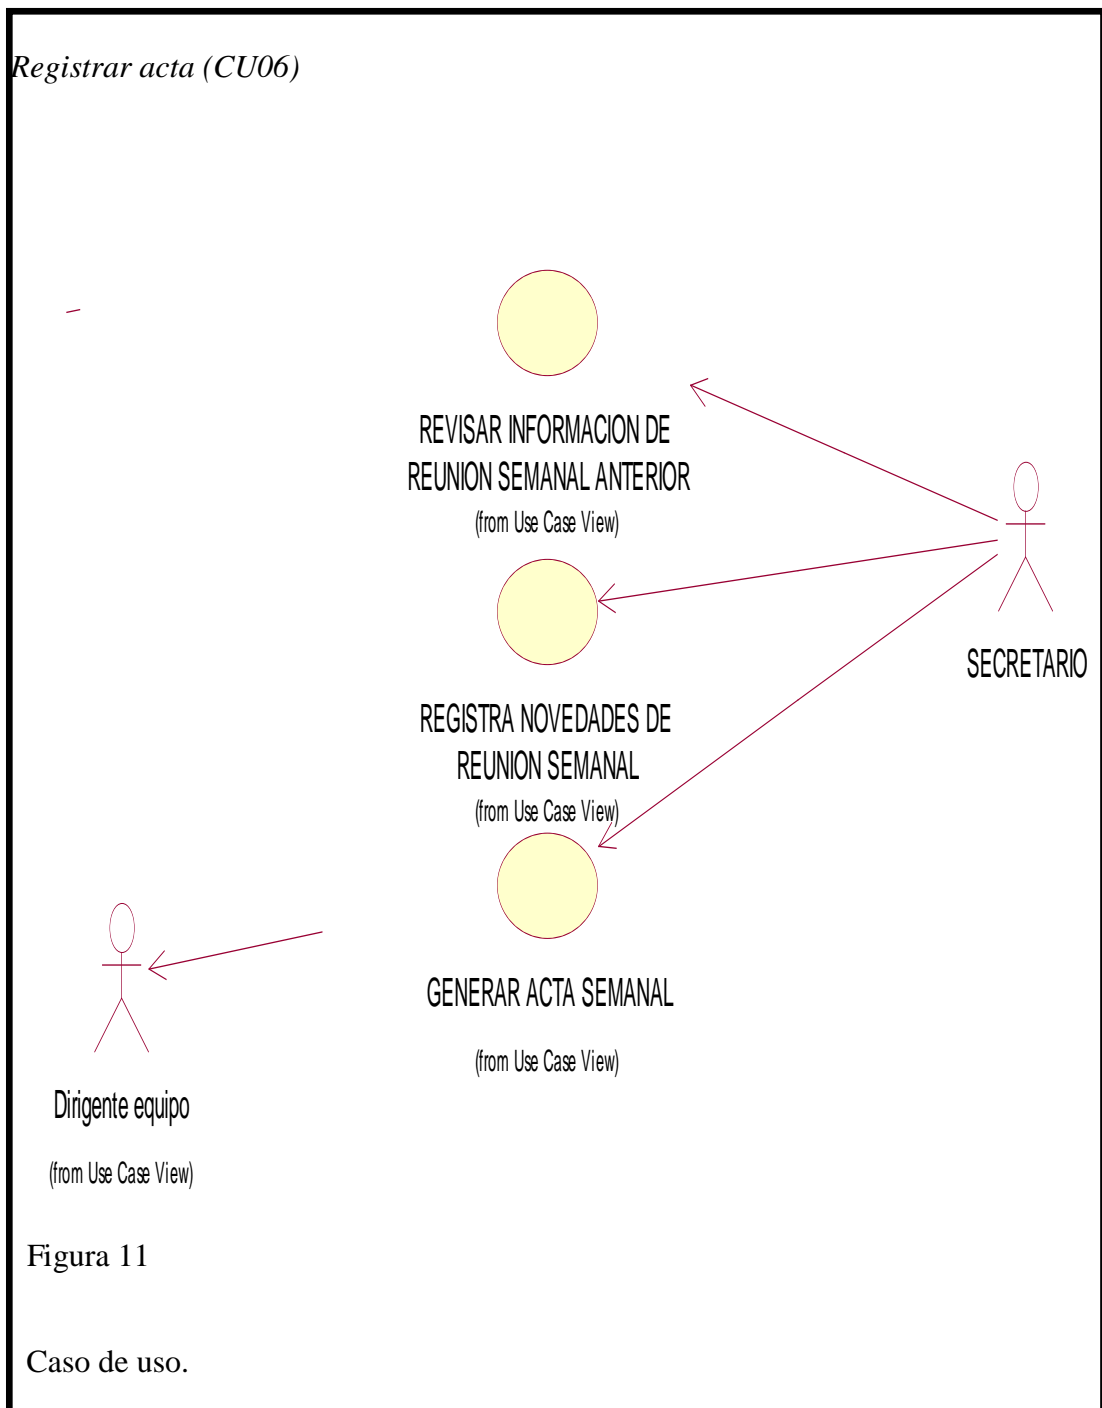 Registrar acta (CU06)
REVISAR INFORMACION DE
REUNION SEMANAL ANTERIOR
(from Use Case View)
SECRETARIO
REGISTRA NOVEDADES DE
REUNION SEMANAL
(from Use Case View)
GENERAR ACTA SEMANAL
(from Use Case View)
Dirigente equipo
(from Use Case View)
Figura 11
Caso de uso.